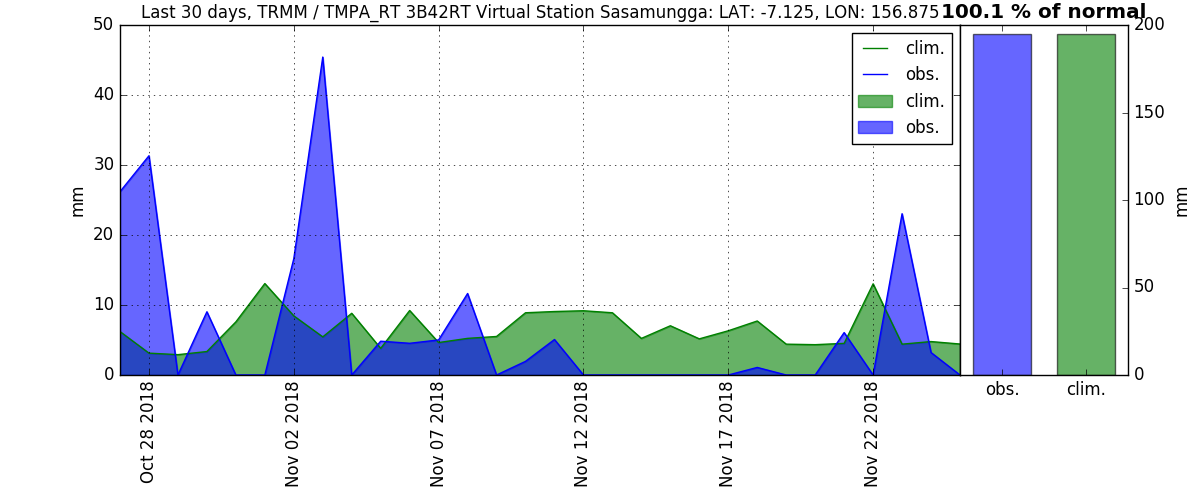 Last 30 days, TRMM / TMPA_RT 3B42RT Virtual Station Sasamungga: LAT: -7.125, LON: 156.875
100.1 % of normal
50
40
30
20
10
0
mm
clim.
obs.
clim.
obs.
200
150
100
50
0
mm
obs.
clim.
Oct 28 2018
Nov 02 2018
Nov 07 2018
Nov 12 2018
Nov 17 2018
Nov 22 2018